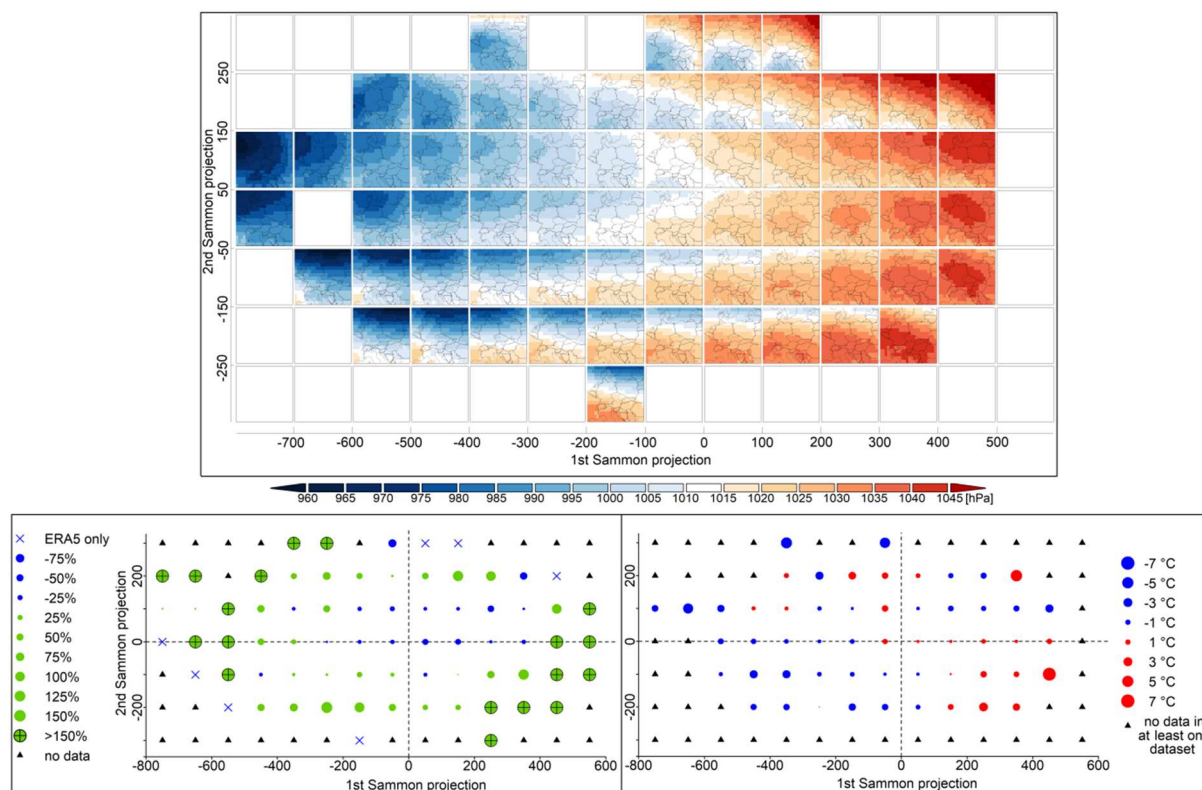 2nd Sammon projection
250
150
50
-50
-150
-250
-700 -600 -500 -400 -300 -200 -100 0 100 200 300 400 500
1st Sammon projection
960 965 970 975 980 985 990 995 1000 1005 1010 1015 1020 1025 1030 1035 1040 1045 [hPa]
ERA5 only
-75%
-50%
-25%
25%
50%
75%
100%
125%
150%
>150%
no data
2nd Sammon projection
200
0
-200
-800 -600 -400 -200 0 200 400 600
1st Sammon projection
2nd Sammon projection
200
0
-200
-800 -600 -400 -200 0 200 400 600
1st Sammon projection
-7 °C
-5 °C
-3 °C
-1 °C
1 °C
3 °C
5 °C
7 °C
no data in
at least on
dataset